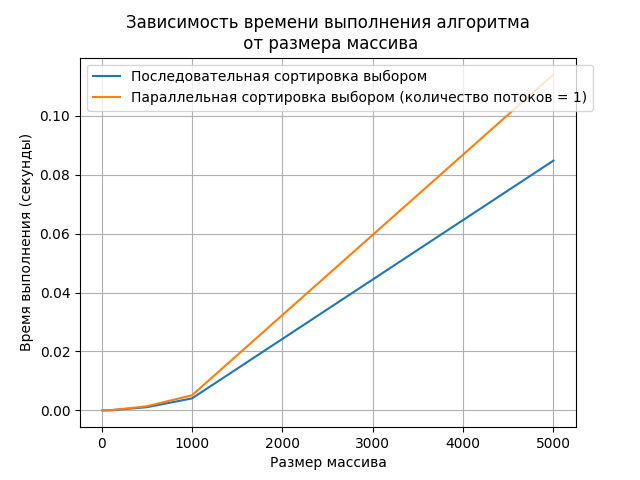 Зависимость времени выполнения алгоритма
от размера массива
Последовательная сортировка выбором
Параллельная сортировка выбором (количество потоков = 1)
Время выполнения (секунды)
0.10
0.08
0.06
0.04
0.02
0.00
0 1000 2000 3000 4000 5000
Размер массива